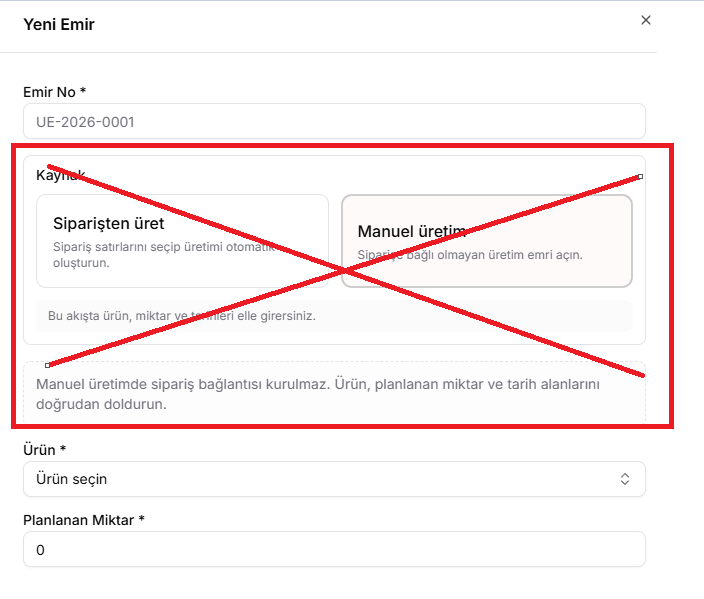 Yeni Emir
Emir No *
UE-2026-0001
Kaynak
Siparişten üret
Sipariş satırlarını seçip üretimi otomatik
oluşturun.
Manuel üretim
Siparişe bağlı olmayan üretim emri açın.
Bu akışta ürün, miktar ve tarihleri elle girersiniz.
Manuel üretimde sipariş bağlantısı kurulmaz. Ürün, planlanan miktar ve tarih alanlarını
doğrudan doldurun.
Ürün *
Ürün seçin
Planlanan Miktar *
0